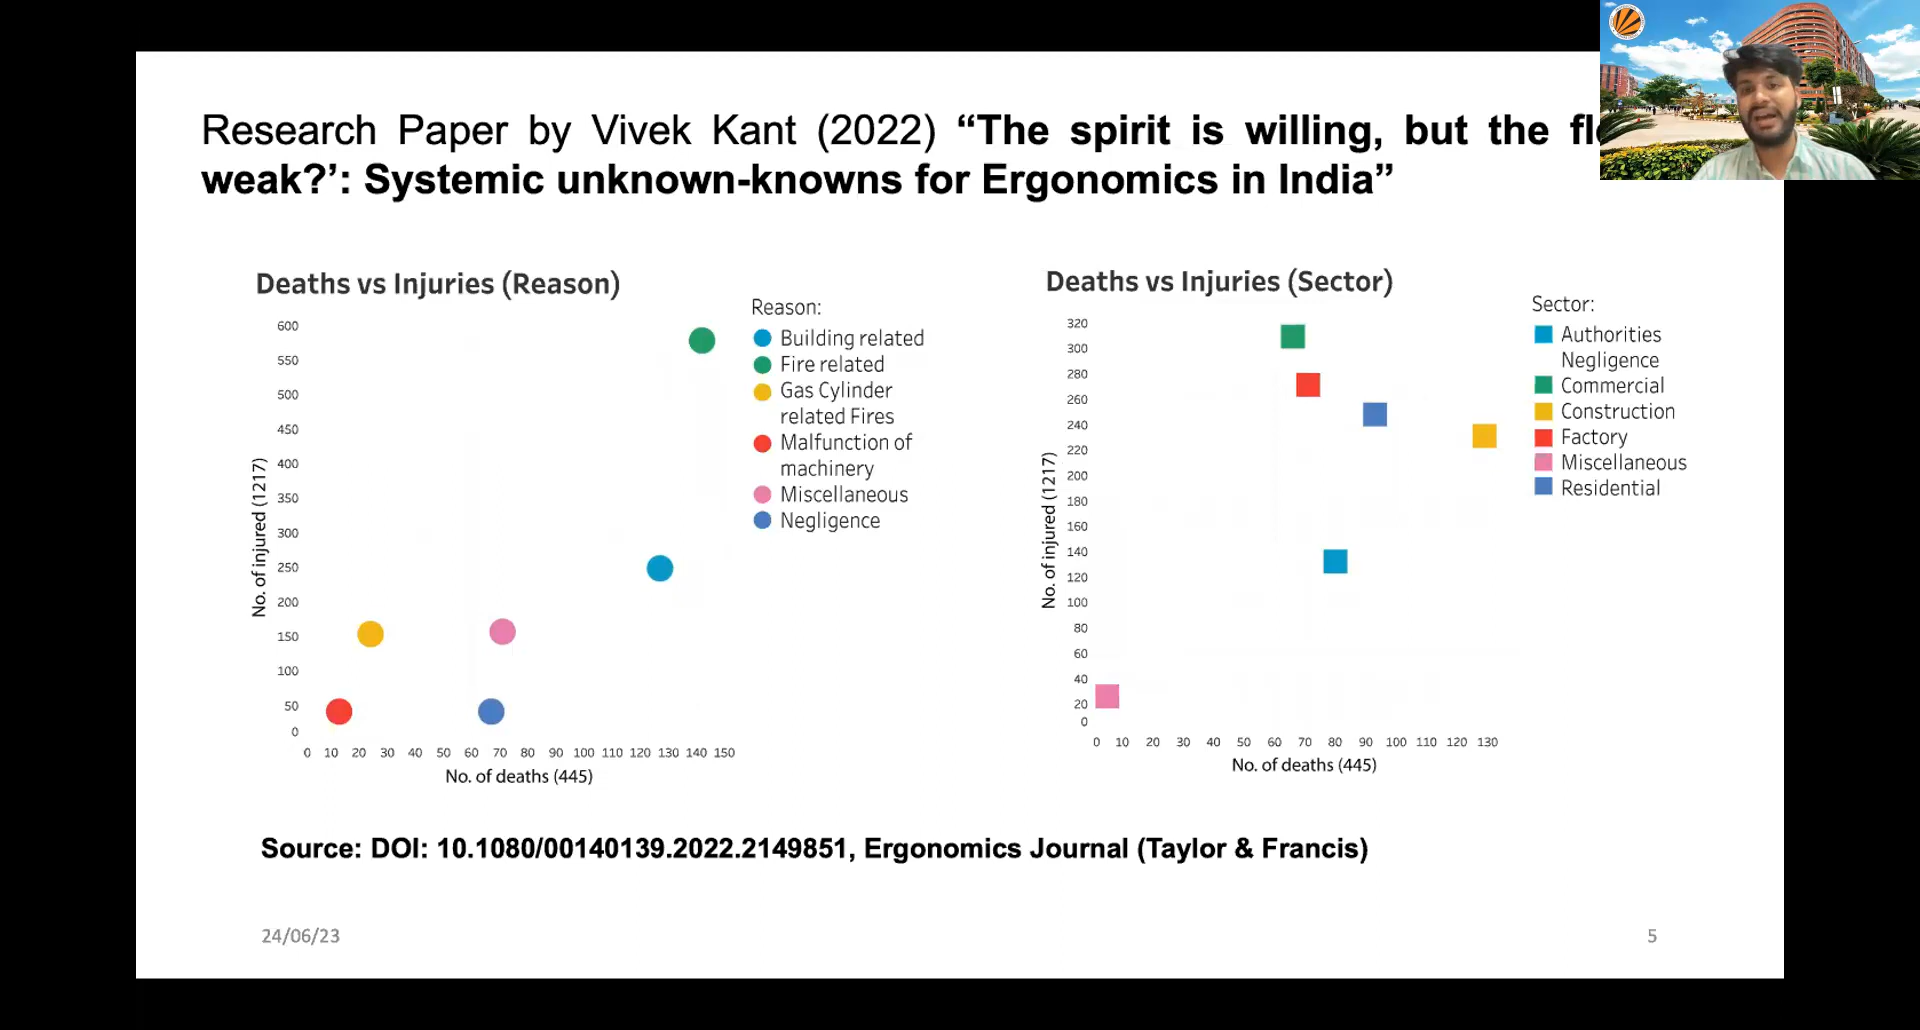 Research Paper by Vivek Kant (2022) “The spirit is willing, but the
weak?’: Systemic unknown-knowns for Ergonomics in India”
Deaths vs Injuries (Reason)
600
550
500
450
400
350
300
250
200
150
100
50
0
No. of injured (1217)
0 10 20 30 40 50 60 70 80 90 100 110 120 130 140 150
No. of deaths (445)
Reason:
Building related
Fire related
Gas Cylinder
related Fires
Malfunction of
machinery
Miscellaneous
Negligence
Deaths vs Injuries (Sector)
320
300
280
260
240
220
200
180
160
140
120
100
80
60
40
20
0
No. of injured (1217)
0 10 20 30 40 50 60 70 80 90 100 110 120 130
No. of deaths (445)
Sector:
Authorities
Negligence
Commercial
Construction
Factory
Miscellaneous
Residential
Source: DOI: 10.1080/00140139.2022.2149851, Ergonomics Journal (Taylor & Francis)
24/06/23
5